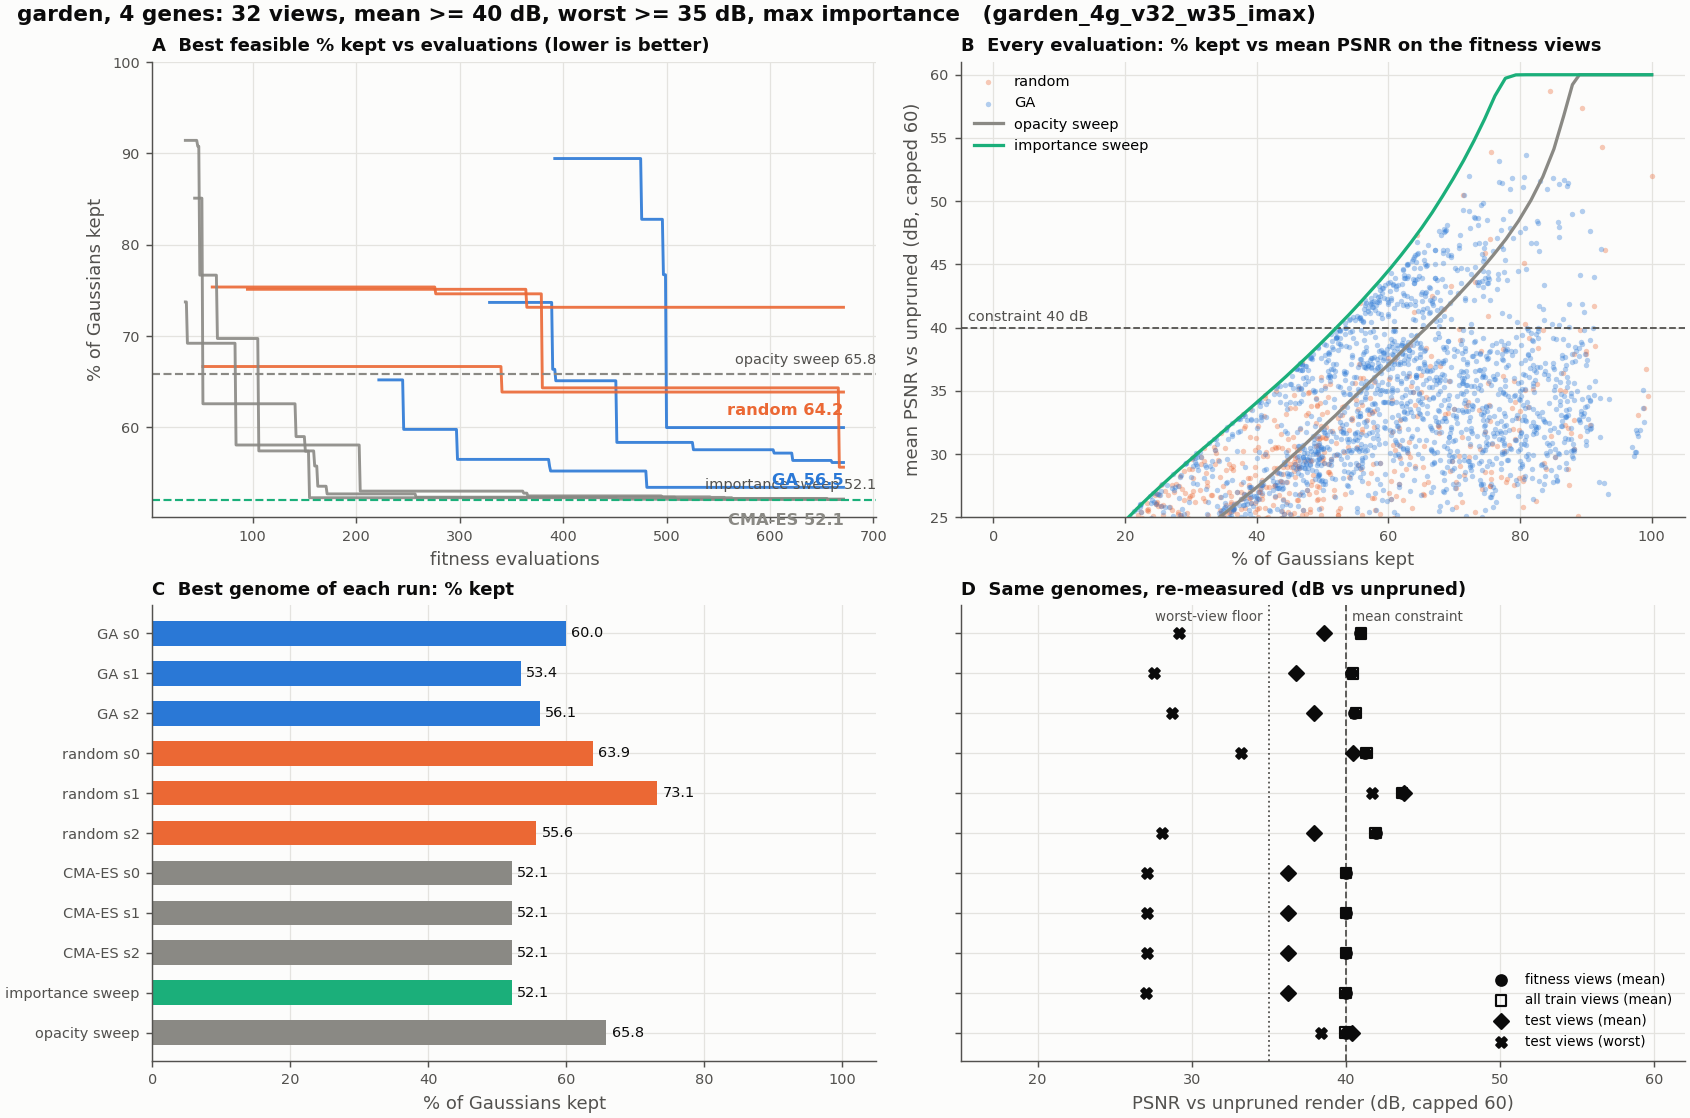 garden, 4 genes: 32 views, mean >= 40 dB, worst >= 35 dB, max importance (garden_4g_v32_w35_imax)
A Best feasible % kept vs evaluations (lower is better)
100
90
80
70
60
% of Gaussians kept
opacity sweep 65.8
random 64.2
GA 56.5
importance sweep 52.1
CMA-ES 52.1
100
200
300
400
500
600
700
fitness evaluations
B Every evaluation: % kept vs mean PSNR on the fitness views
random
GA
opacity sweep
importance sweep
constraint 40 dB
60
55
50
45
40
35
30
25
mean PSNR vs unpruned (dB, capped 60)
0
20
40
60
80
100
% of Gaussians kept
C Best genome of each run: % kept
GA s0
60.0
GA s1
53.4
GA s2
56.1
random s0
63.9
random s1
73.1
random s2
55.6
CMA-ES s0
52.1
CMA-ES s1
52.1
CMA-ES s2
52.1
importance sweep
52.1
opacity sweep
65.8
0
20
40
60
80
100
% of Gaussians kept
D Same genomes, re-measured (dB vs unpruned)
worst-view floor
mean constraint
fitness views (mean)
all train views (mean)
test views (mean)
test views (worst)
20
30
40
50
60
PSNR vs unpruned render (dB, capped 60)